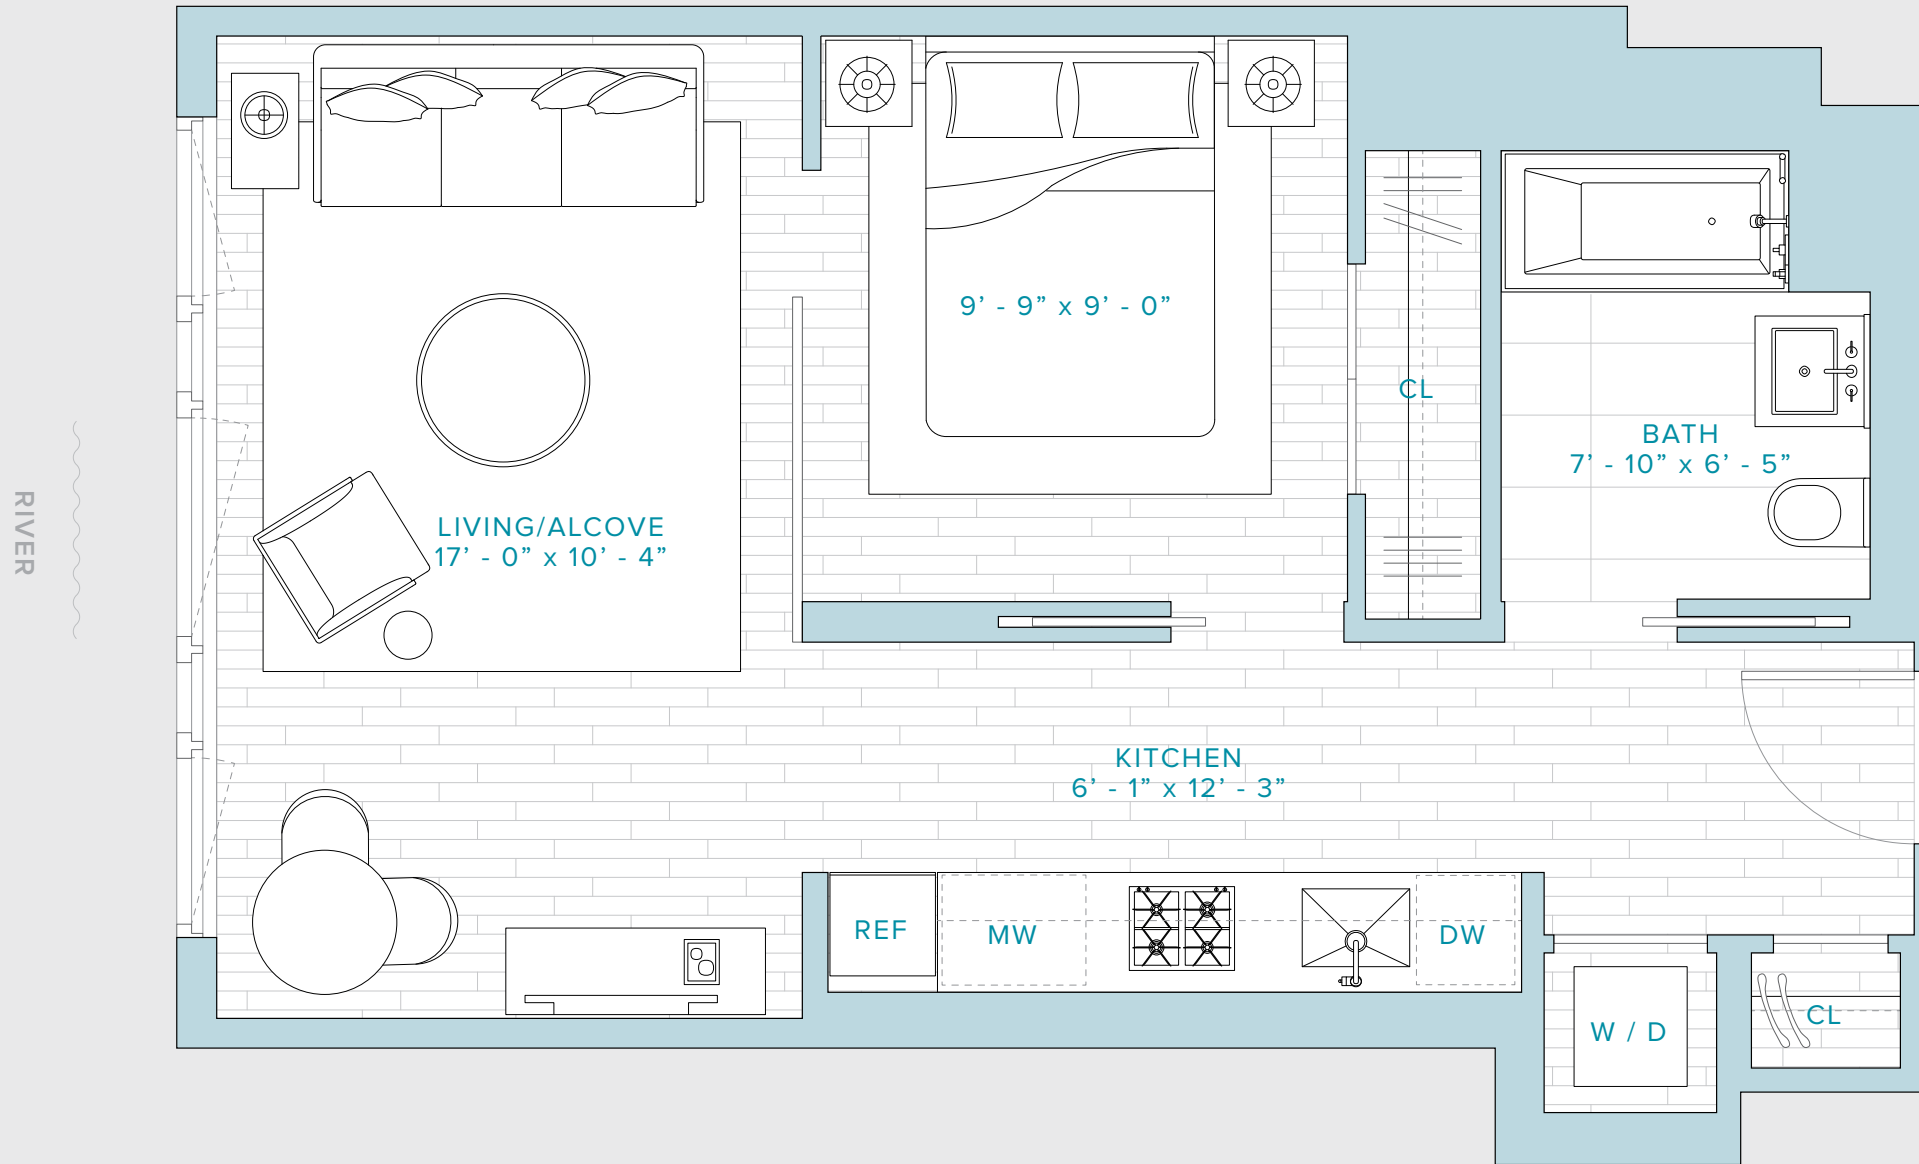 RIVER
9’ - 9” x 9’ - 0”
CL
BATH
7’ - 10” x 6’ - 5”
LIVING/ALCOVE
17’ - 0” x 10’ - 4”
KITCHEN
6’ - 1” x 12’ - 3”
REF
MW
DW
W / D
CL